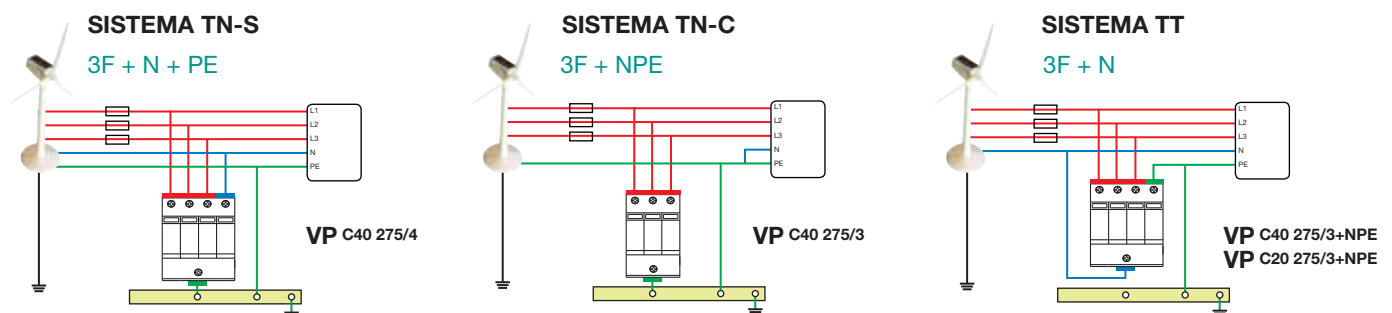 SISTEMA TN-S
3F + N + PE
L1
L2
L3
N
PE
VP C40 275/4
SISTEMA TN-C
3F + NPE
L1
L2
L3
N
PE
VP C40 275/3
SISTEMA TT
3F + N
L1
L2
L3
N
PE
VP C40 275/3+NPE
VP C20 275/3+NPE